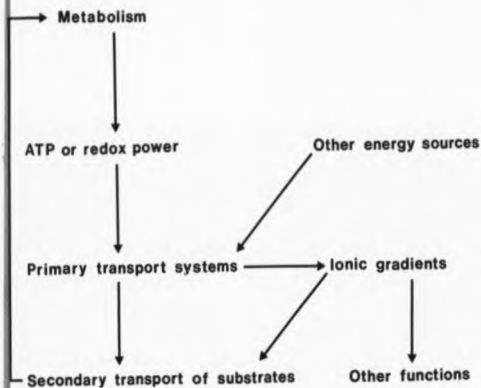 Metabolism
ATP or redox power
Other energy sources
Primary transport systems
Ionic gradients
Secondary transport of substrates
Other functions